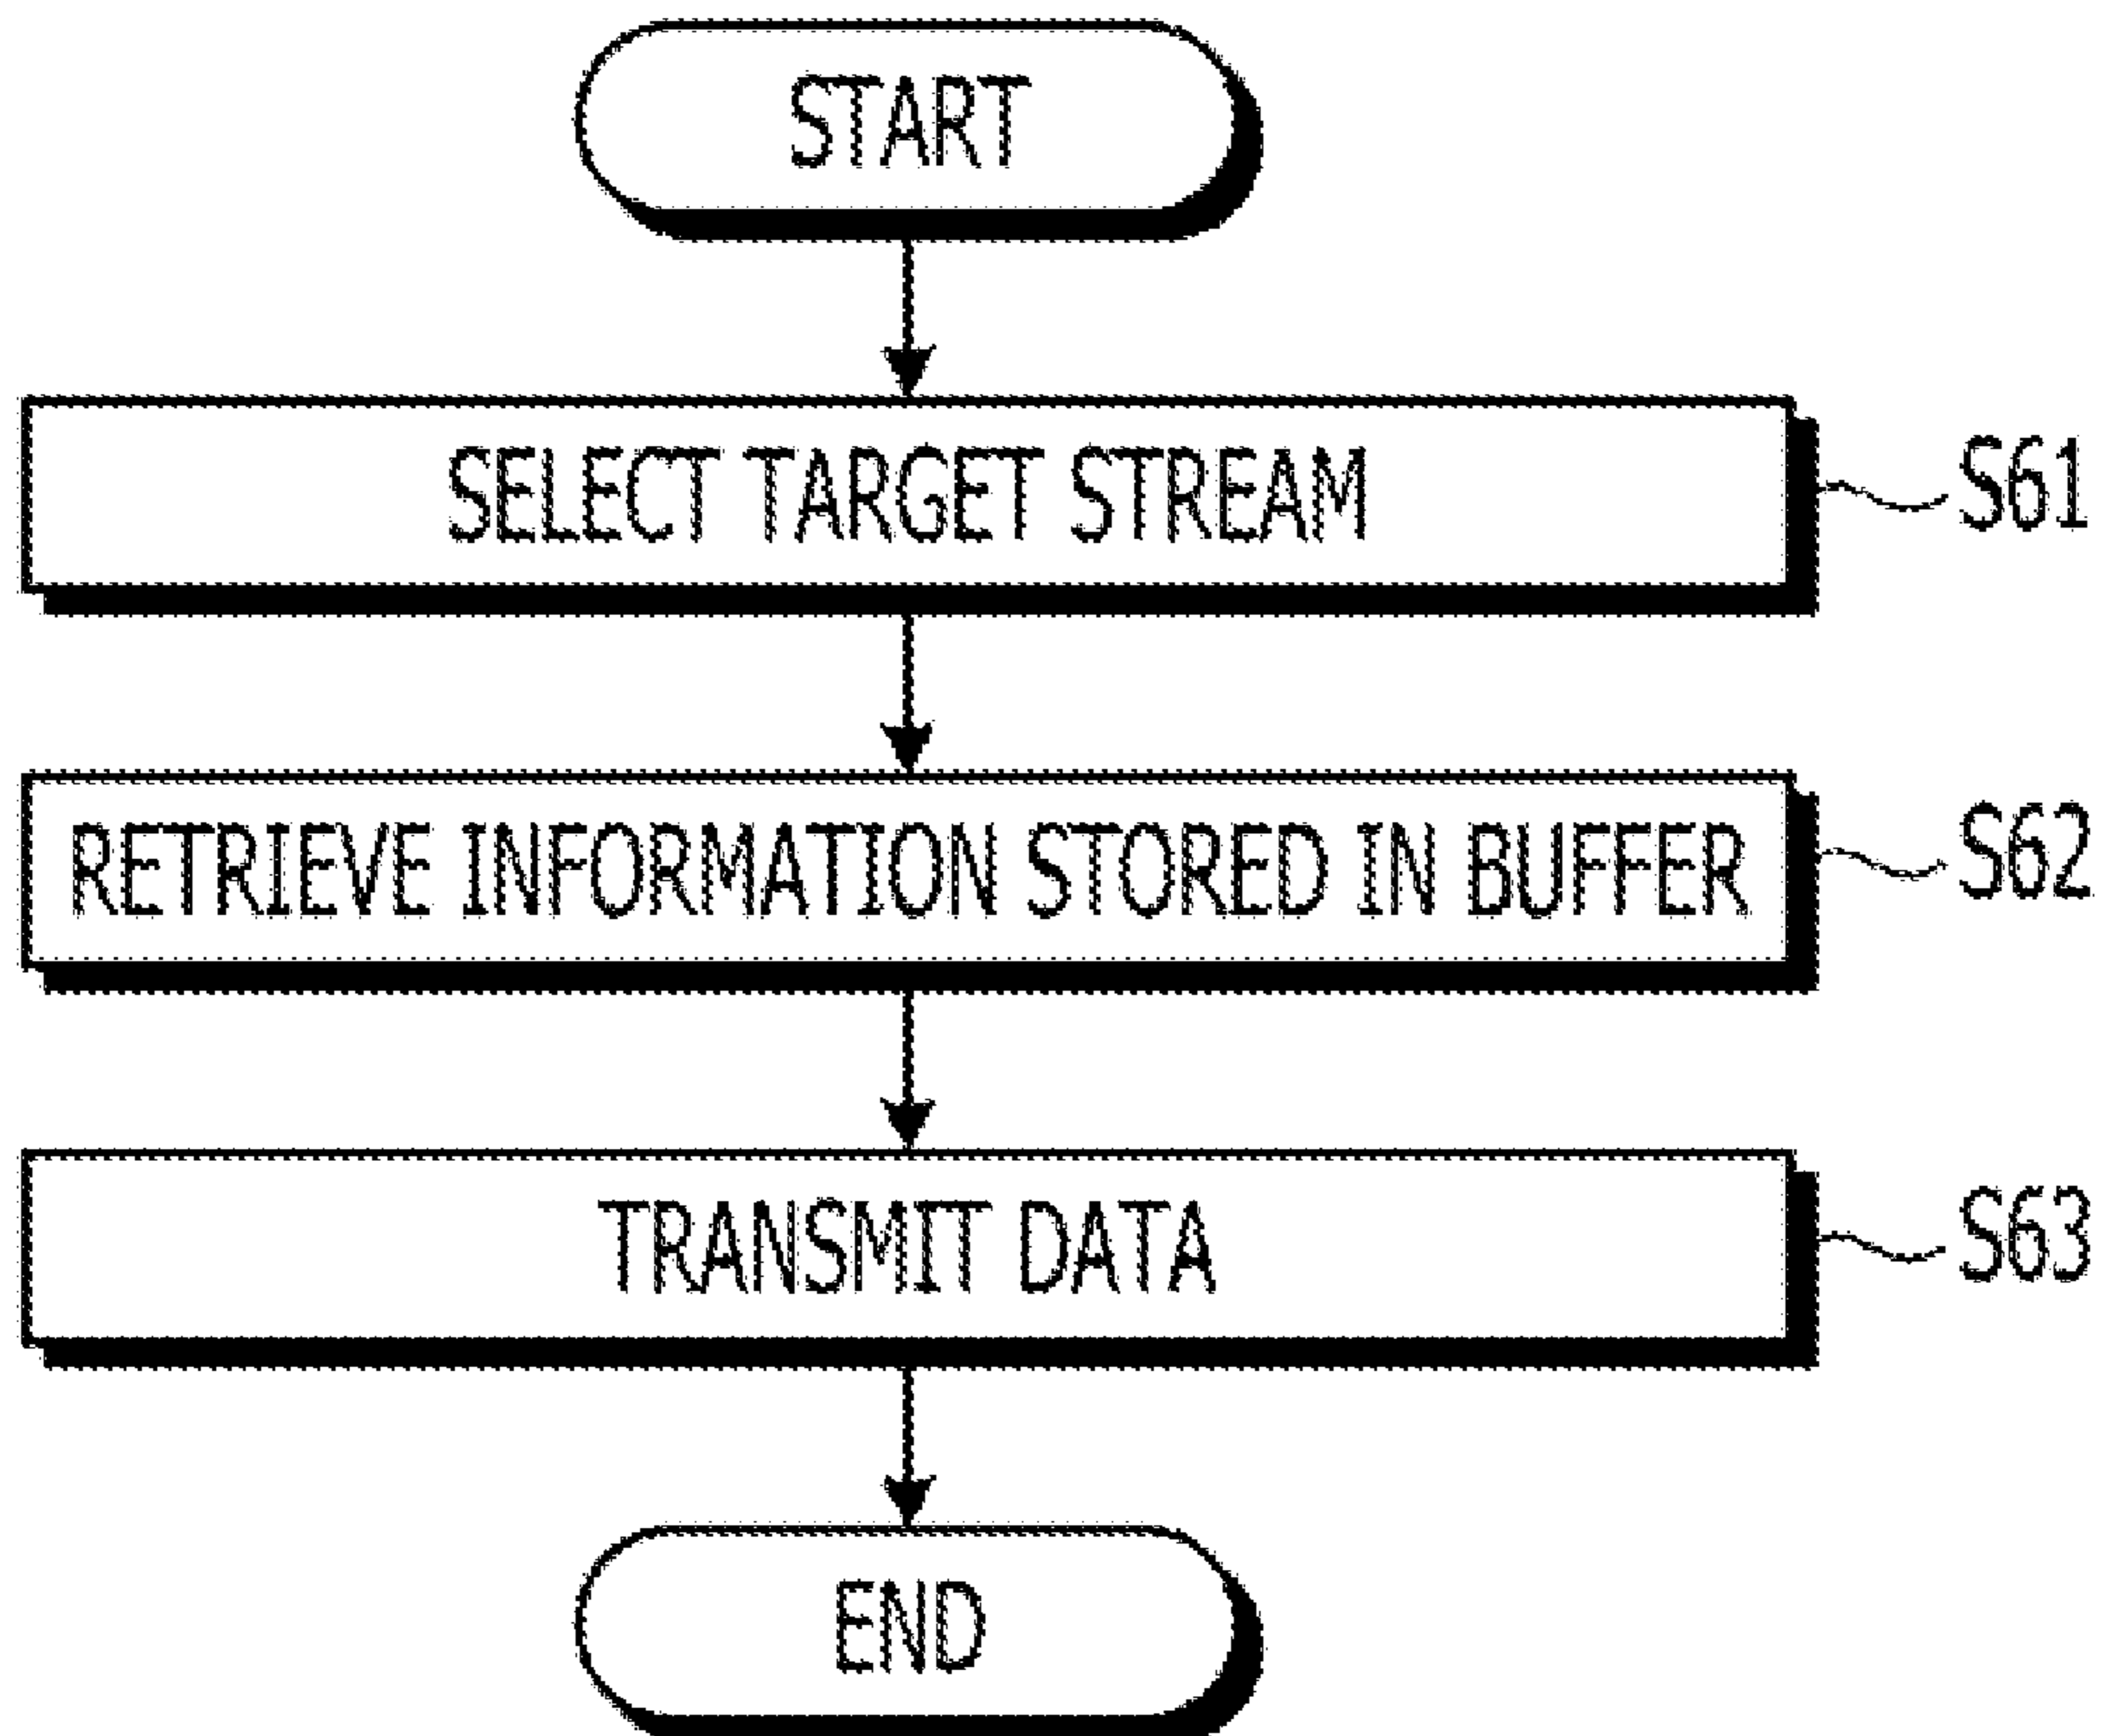 START
SELECT TARGET STREAM
S61
RETRIEVE INFORMATION STORED IN BUFFER
S62
TRANSMIT DATA
S63
END